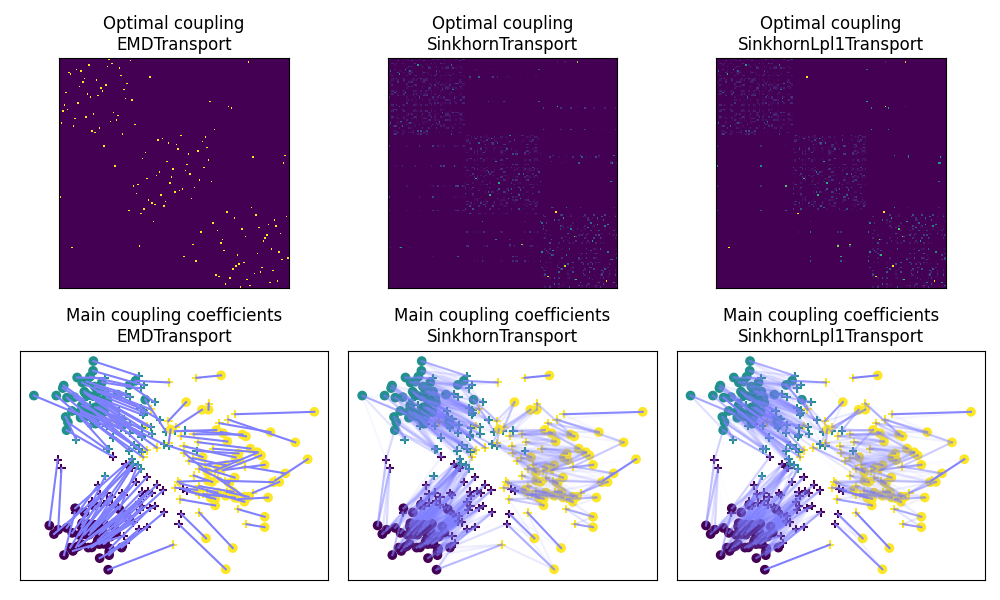 Optimal coupling
EMDTransport
Optimal coupling
SinkhornTransport
Optimal coupling
SinkhornLpl1Transport
Main coupling coefficients
EMDTransport
Main coupling coefficients
SinkhornTransport
Main coupling coefficients
SinkhornLpl1Transport